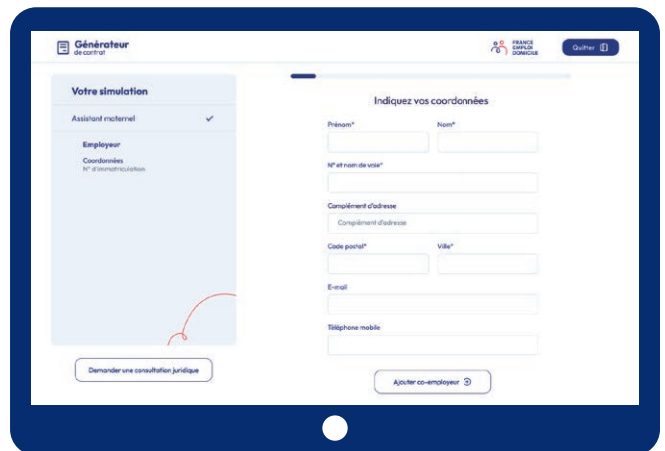 Générateur
de contrat
FRANCE
EMPLOI
DOMICILE
Quitter
Votre simulation
Assistant maternel
Employeur
Coordonnées
N° d'immatriculation
Demander une consultation juridique
Indiquez vos coordonnées
Prénom* Nom*
N° et nom de voie*
Complément d'adresse
Complément d'adresse
Code postal* Ville*
E-mail
Téléphone mobile
Ajouter co-employeur